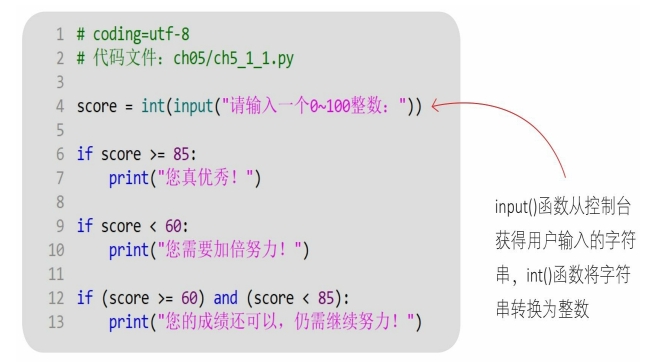 1 # coding=utf-8
2 # 代码文件：ch05/ch5_1_1.py
3
4 score = int(input("请输入一个0~100整数："))
5
6 if score >= 85:
7     print("您真优秀！")
8
9 if score < 60:
10     print("您需要加倍努力！")
11
12 if (score >= 60) and (score < 85):
13     print("您的成绩还可以，仍需继续努力！")
input()函数从控制台
获得用户输入的字符
串，int()函数将字符
串转换为整数